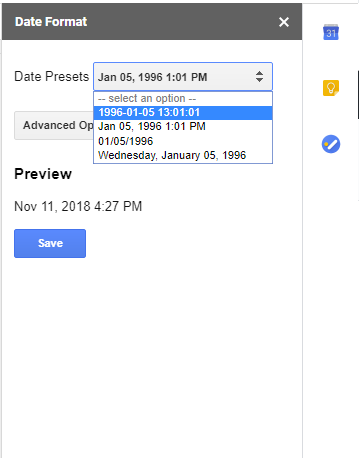 Date Format
31
Date Presets Jan 05, 1996 1:01 PM
-- select an option --
1996-01-05 13:01:01
Jan 05, 1996 1:01 PM
01/05/1996
Wednesday, January 05, 1996
Advanced Op
Preview
Nov 11, 2018 4:27 PM
Save